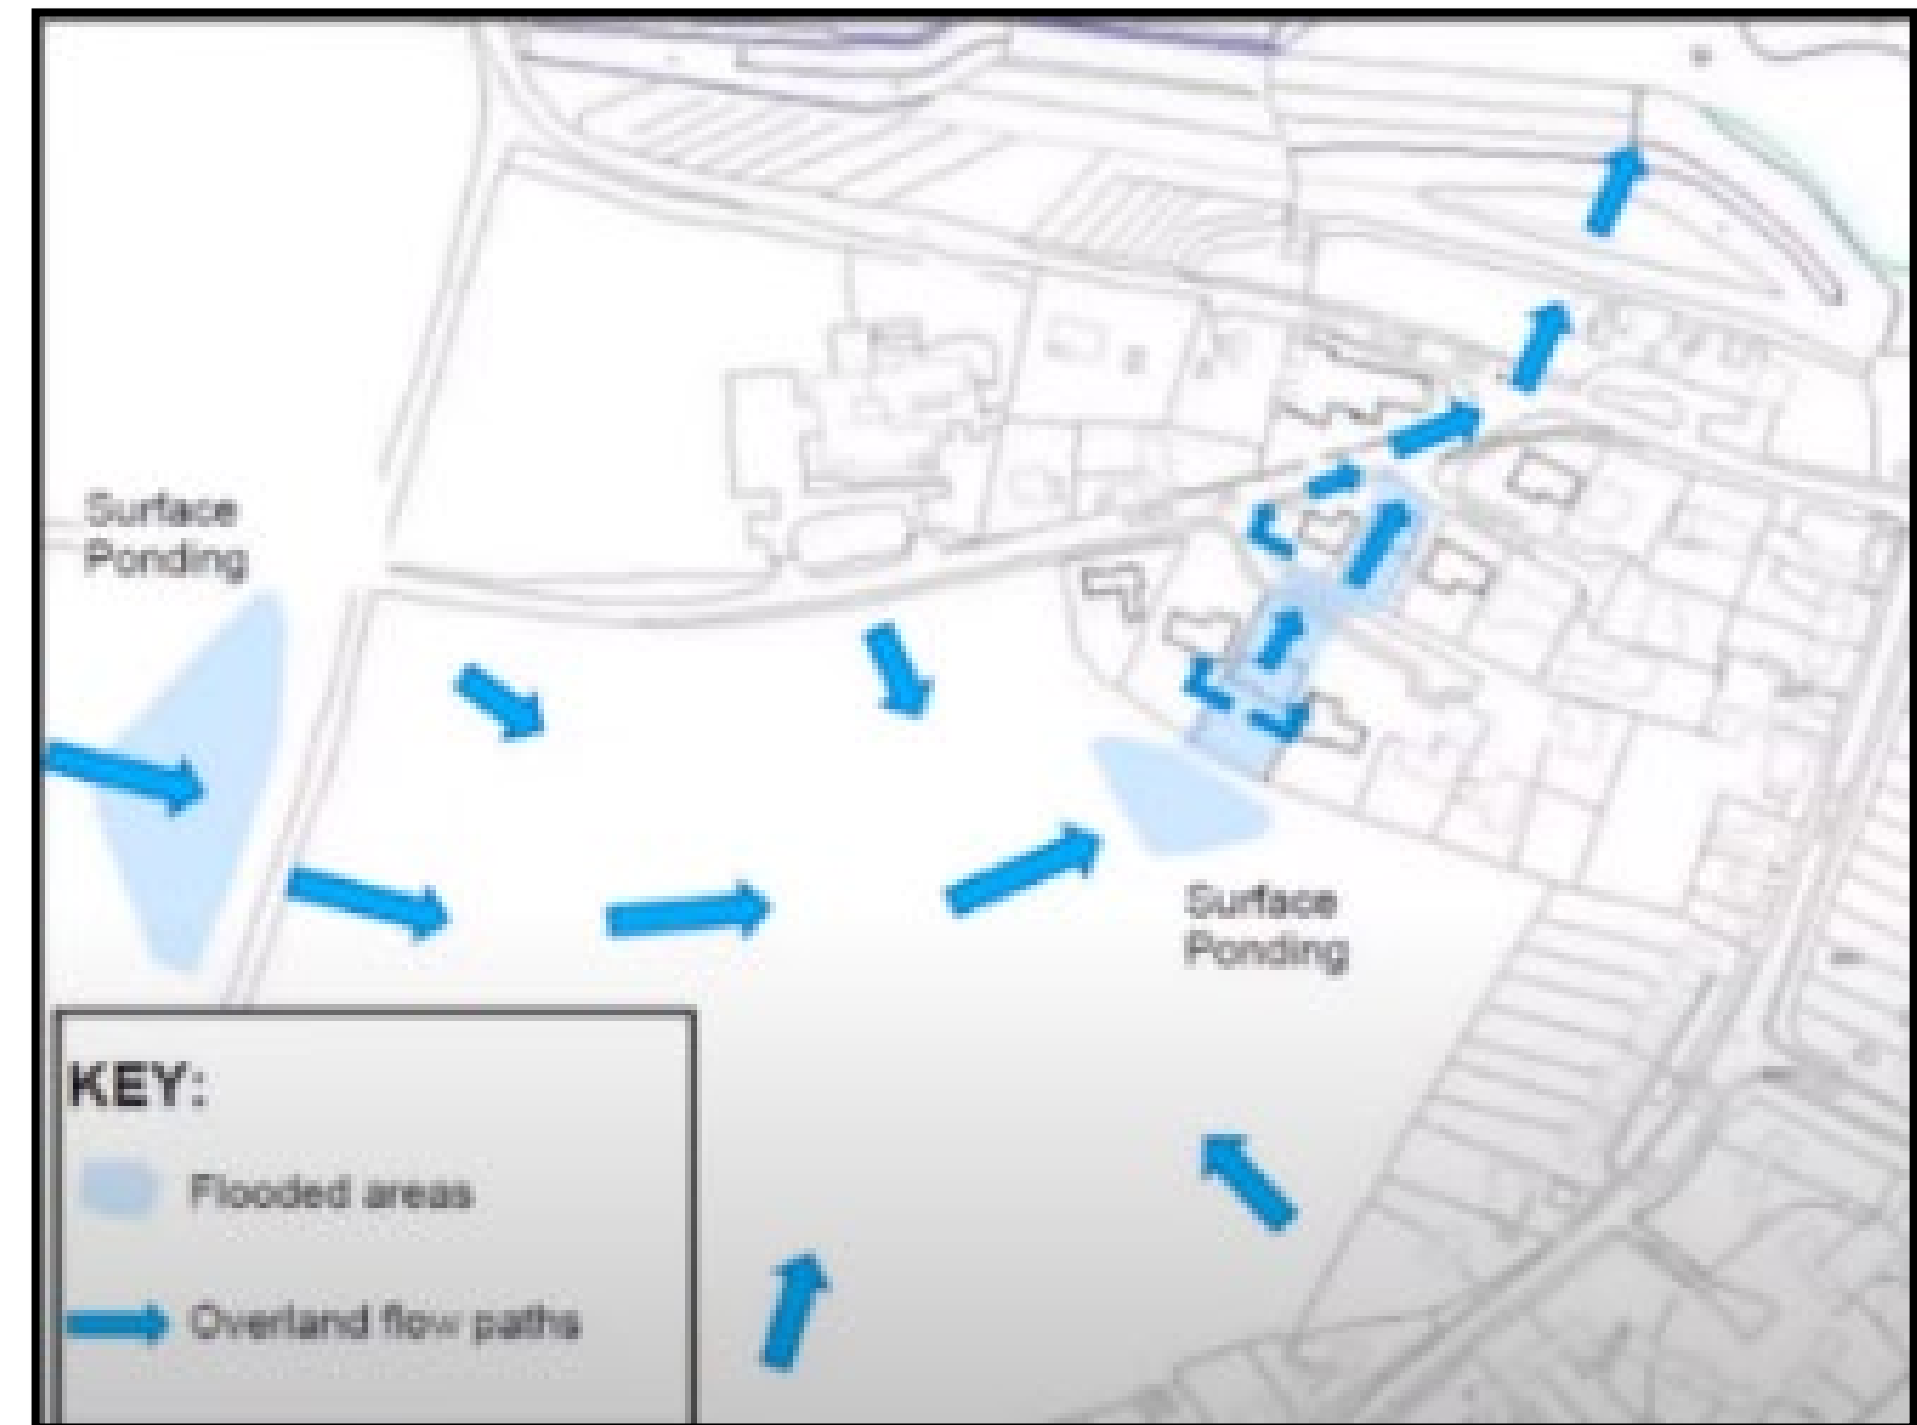 Surface
Ponding
Surface
Ponding
KEY:
Flooded areas
Overland flow paths